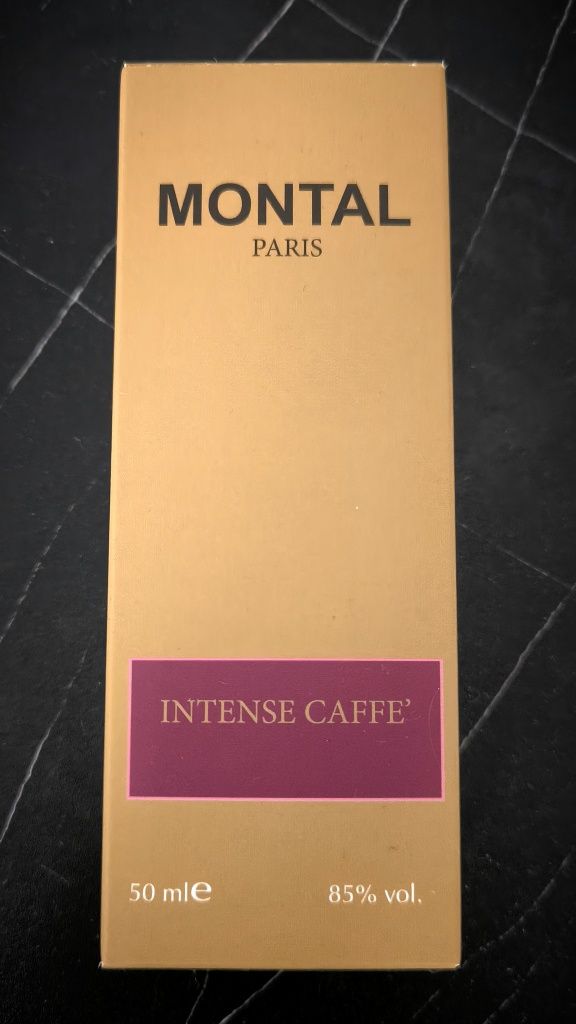 MONTAL
PARIS
INTENSE CAFFE’
50 ml℮
85% vol.